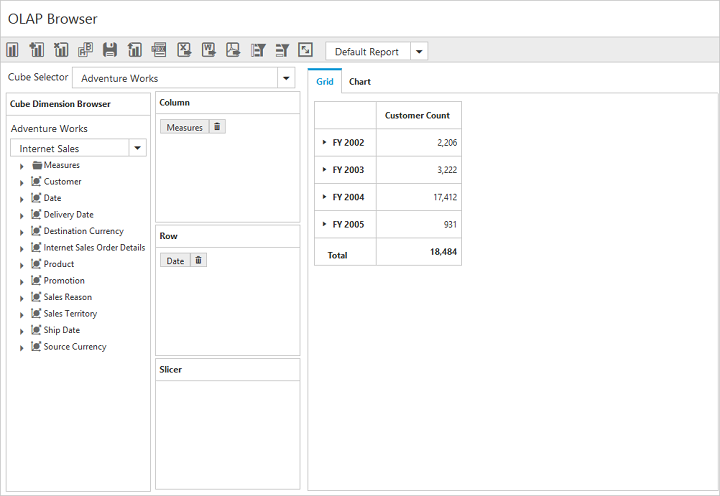 OLAP Browser
Default Report
Cube Selector
Adventure Works
Cube Dimension Browser
Adventure Works
Internet Sales
Measures
Customer
Date
Delivery Date
Destination Currency
Internet Sales Order Details
Product
Promotion
Sales Reason
Sales Territory
Ship Date
Source Currency
Column
Measures
Row
Date
Slicer
Grid Chart
Customer Count
FY 2002 2,206
FY 2003 3,222
FY 2004 17,412
FY 2005 931
Total 18,484